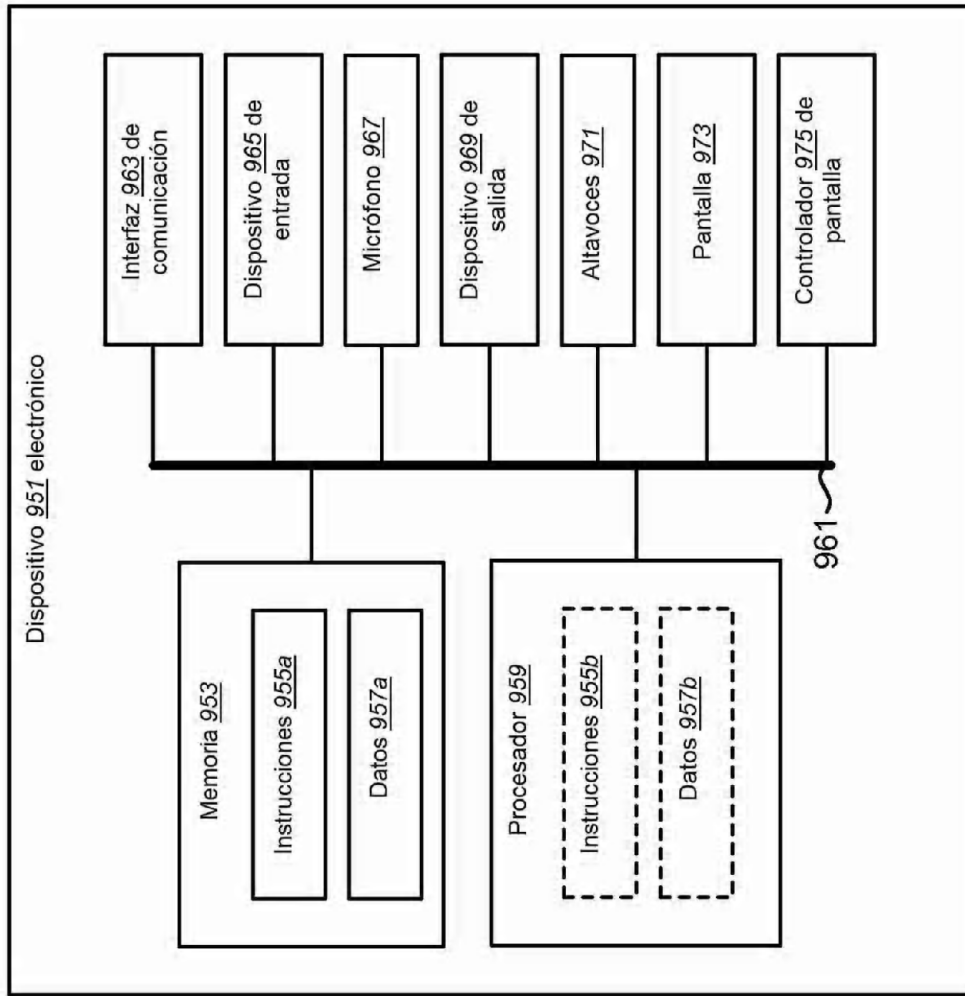 Dispositivo 951 electrónico
Memoria 953
Instrucciones 955a
Datos 957a
Procesador 959
Instrucciones 955b
Datos 957b
961
Interfaz 963 de
comunicación
Dispositivo 965 de
entrada
Micrófono 967
Dispositivo 969 de
salida
Altavoces 971
Pantalla 973
Controlador 975 de
pantalla